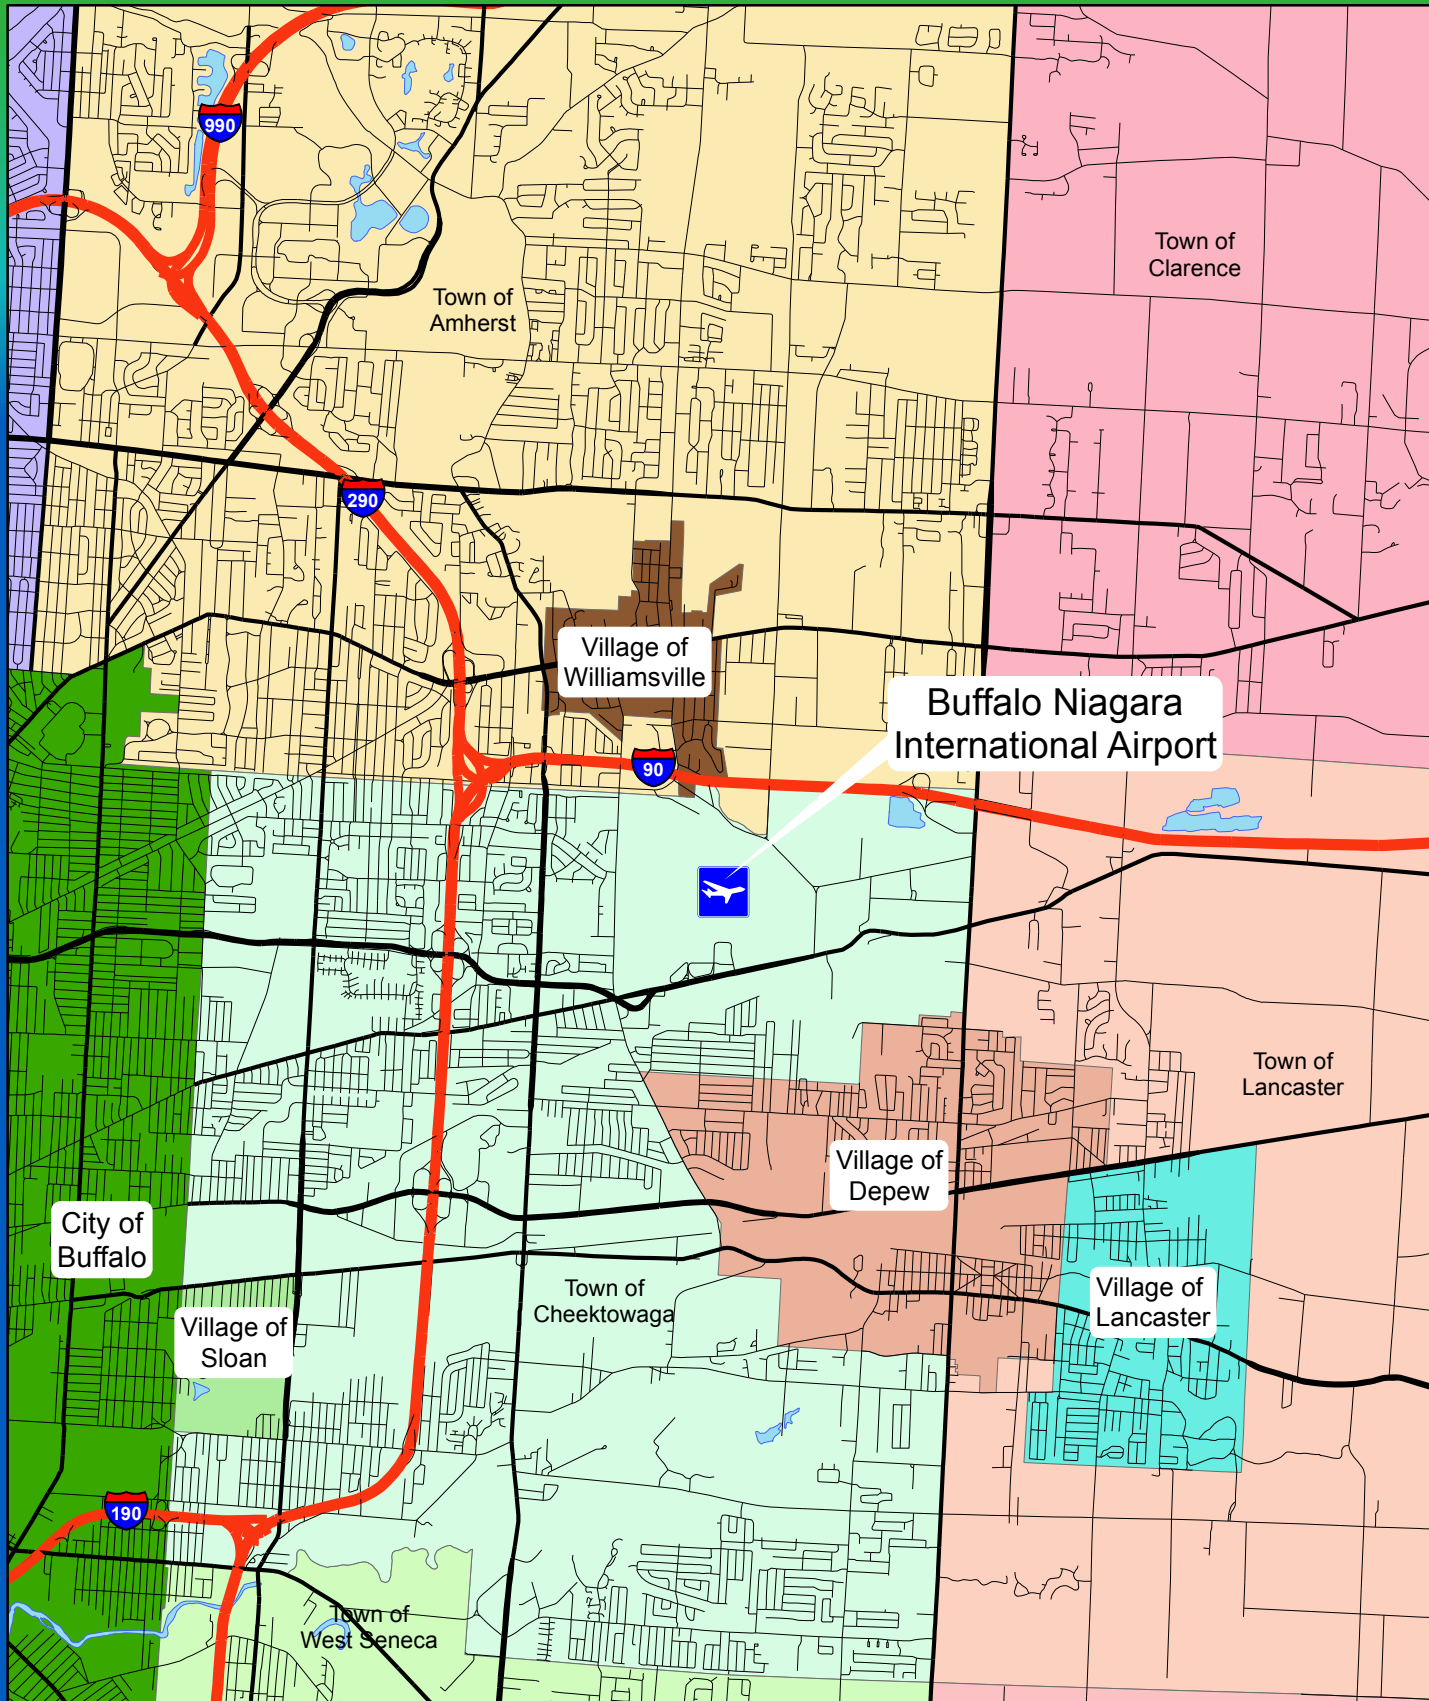 990
Town of
Clarence
Town of
Amherst
290
Village of
Williamsville
Buffalo Niagara
International Airport
90
Town of
Lancaster
Village of
Depew
City of
Buffalo
Town of
Cheektowaga
Village of
Lancaster
Village of
Sloan
190
Town of
West Seneca